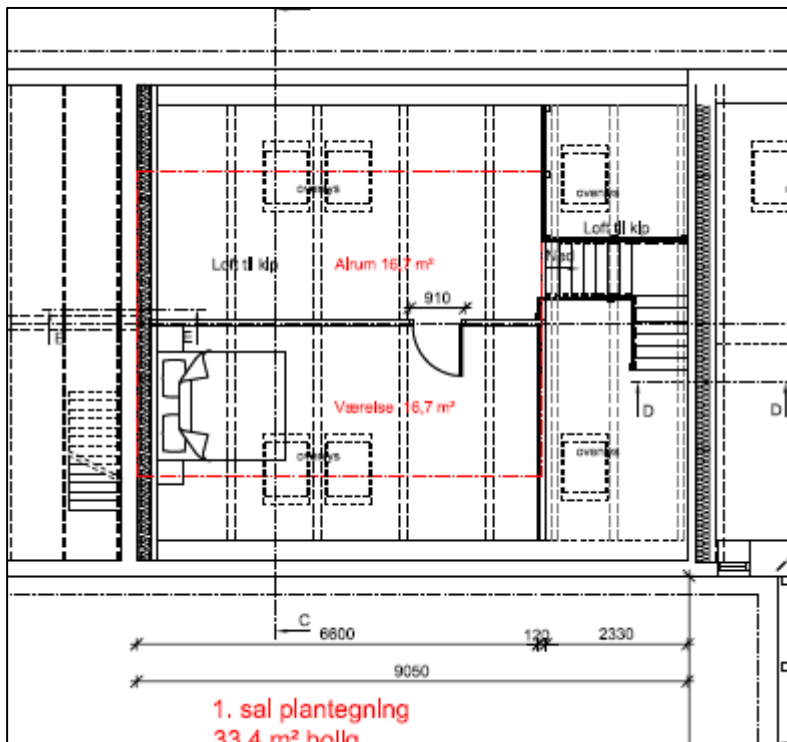 ovenlys
ovenlys
Loft til kip
Loft til kip
Alrum 16,7 m²
Ned
910
E
E
Værelse 16,7 m²
D
D
ovenlys
ovenlys
C
6600
120
2330
9050
1. sal plantegning
33,4 m² bolig